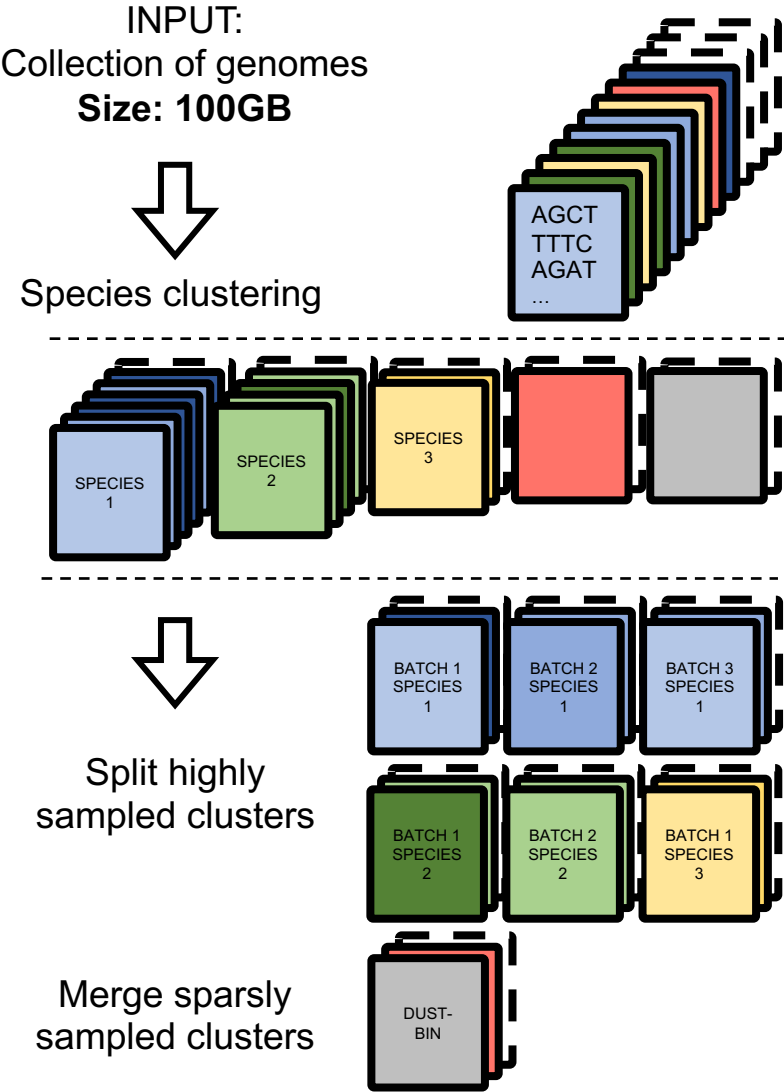 INPUT:
Collection of genomes
Size: 100GB
AGCT
TTTC
AGAT
...
Species clustering
SPECIES
1
SPECIES
2
SPECIES
3
BATCH 1
SPECIES
1
BATCH 2
SPECIES
1
BATCH 3
SPECIES
1
Split highly
sampled clusters
BATCH 1
SPECIES
2
BATCH 2
SPECIES
2
BATCH 1
SPECIES
3
Merge sparsly
sampled clusters
DUST-
BIN